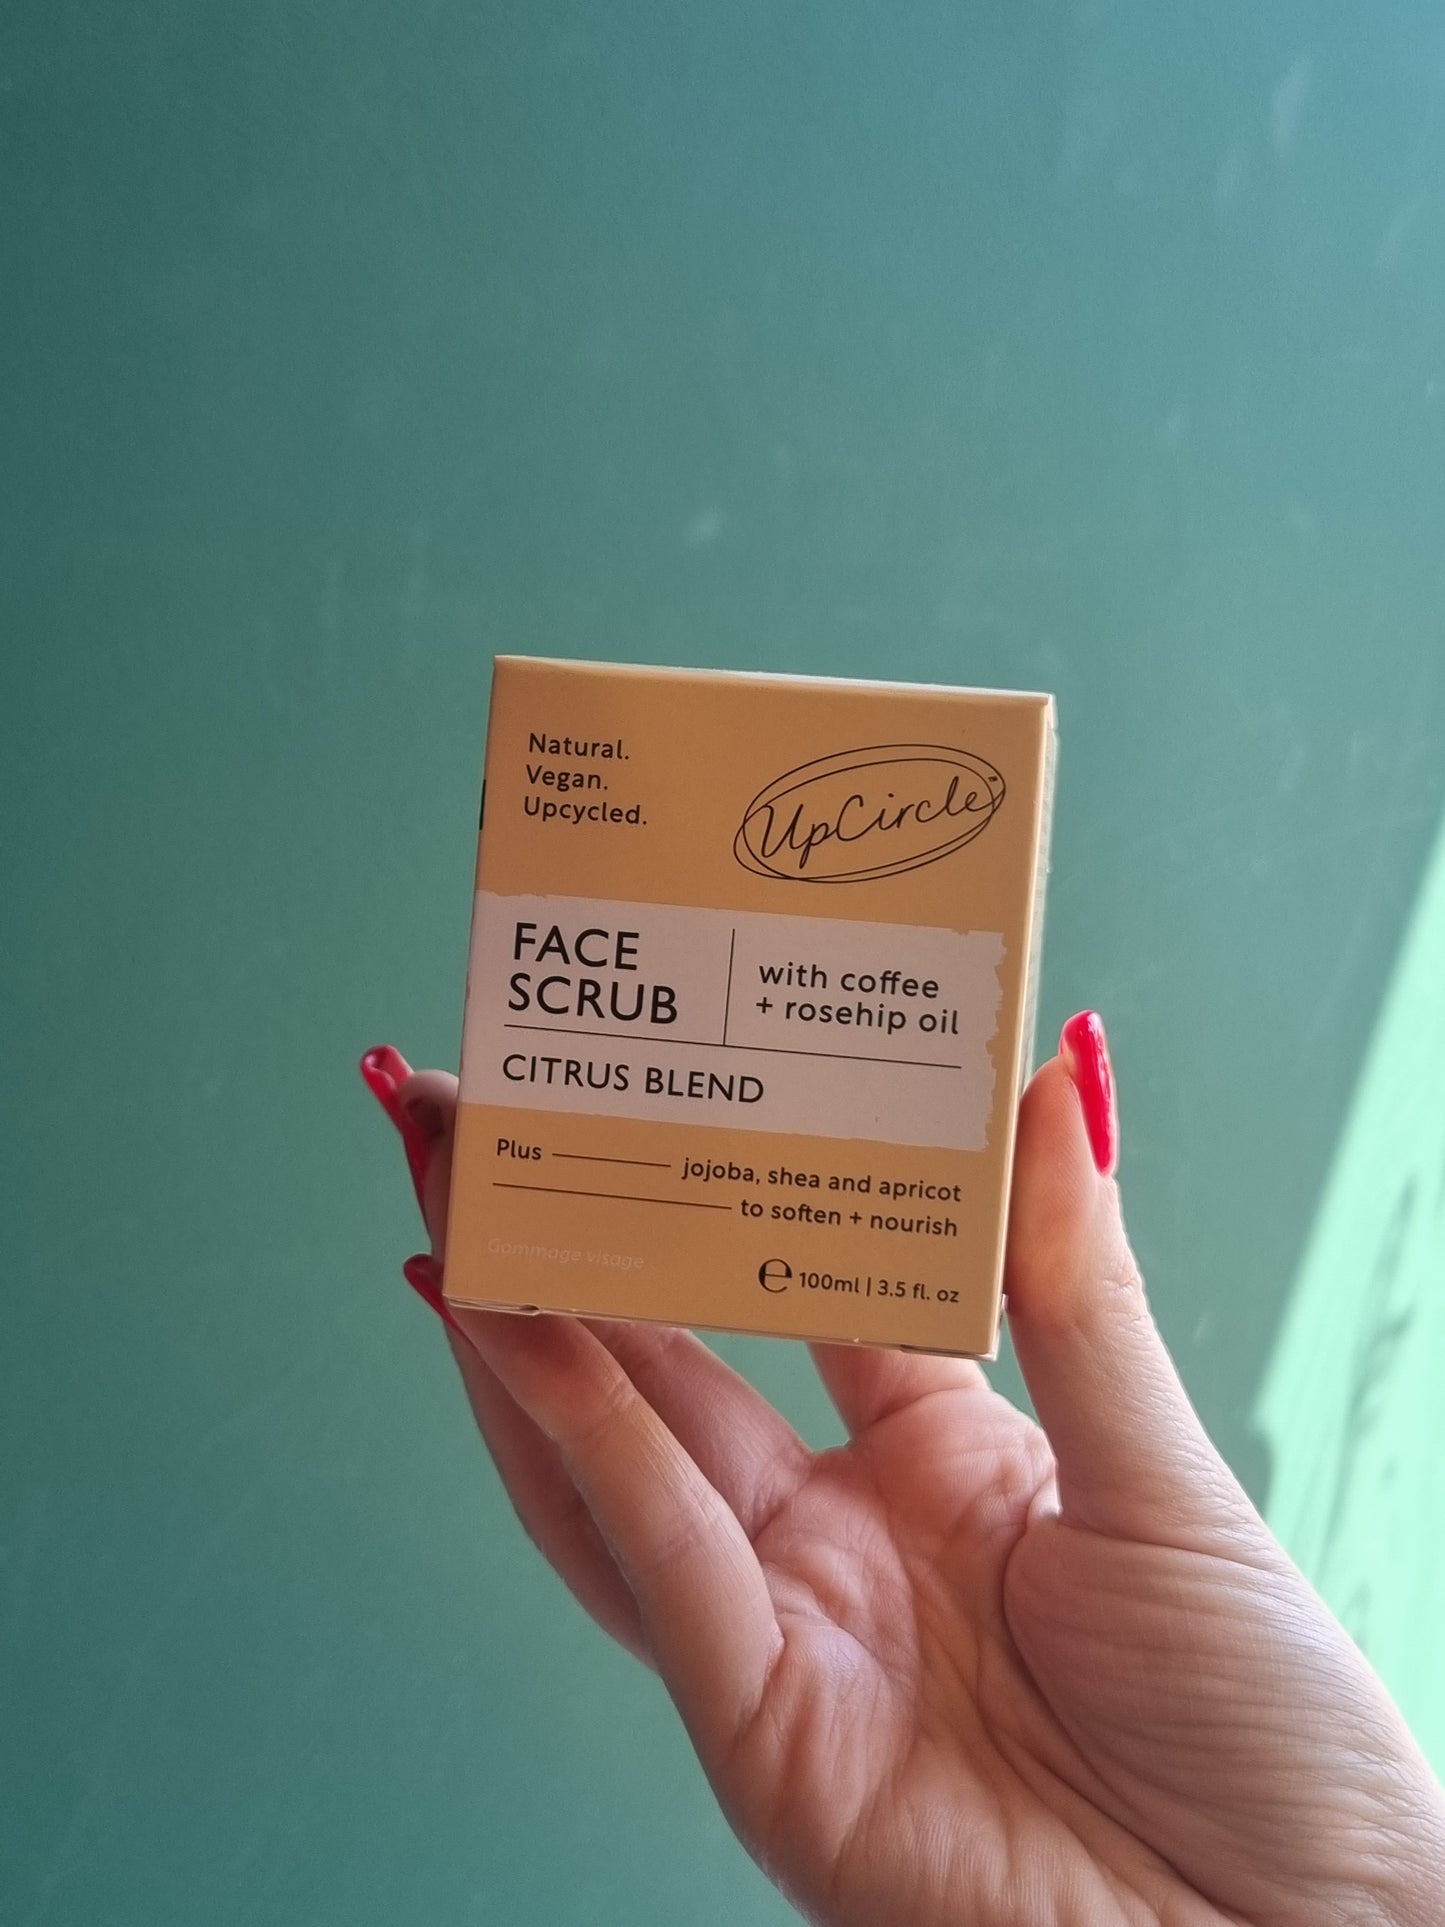 Natural.
Vegan.
Upcycled.
UpCircle
FACE
SCRUB
with coffee
+ rosehip oil
CITRUS BLEND
Plus jojoba, shea and apricot
to soften + nourish
Gommage visage
℮ 100ml | 3.5 fl. oz